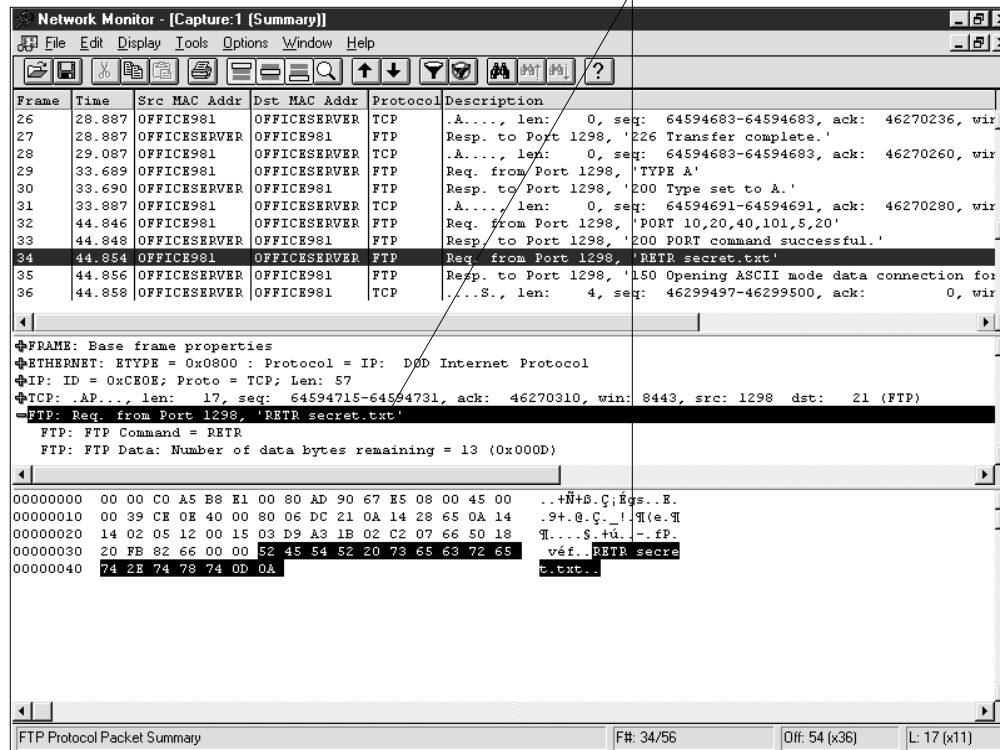 Network Monitor - [Capture:1 (Summary)]
File Edit Display Tools Options Window Help
Frame Time Src MAC Addr Dst MAC Addr Protocol Description
26 28.887 OFFICE981 OFFICESERVER TCP .A...., len: 0, seq: 64594683-64594683, ack: 46270236, win
27 28.887 OFFICESERVER OFFICE981 FTP Resp. to Port 1298, '226 Transfer complete.'
28 29.087 OFFICE981 OFFICESERVER TCP .A...., len: 0, seq: 64594683-64594683, ack: 46270260, win
29 33.689 OFFICE981 OFFICESERVER FTP Req. from Port 1298, 'TYPE A'
30 33.690 OFFICESERVER OFFICE981 FTP Resp. to Port 1298, '200 Type set to A.'
31 33.887 OFFICE981 OFFICESERVER TCP .A...., len: 0, seq: 64594691-64594691, ack: 46270280, win
32 44.846 OFFICE981 OFFICESERVER FTP Req. from Port 1298, 'PORT 10,20,40,101,5,20'
33 44.848 OFFICESERVER OFFICE981 FTP Resp. to Port 1298, '200 PORT command successful.'
34 44.854 OFFICE981 OFFICESERVER FTP Req. from Port 1298, 'RETR secret.txt'
35 44.856 OFFICESERVER OFFICE981 FTP Resp. to Port 1298, '150 Opening ASCII mode data connection for
36 44.858 OFFICESERVER OFFICE981 TCP ....S., len: 4, seq: 46299497-46299500, ack: 0, win
FRAME: Base frame properties
ETHERNET: ETYPE = 0x0800 : Protocol = IP: DOD Internet Protocol
IP: ID = 0xCE0E; Proto = TCP; Len: 57
TCP: .AP..., len: 17, seq: 64594715-64594731, ack: 46270310, win: 8443, src: 1298 dst: 21 (FTP)
FTP: Req. from Port 1298, 'RETR secret.txt'
FTP: FTP Command = RETR
FTP: FTP Data: Number of data bytes remaining = 13 (0x000D)
00000000 00 00 C0 A5 B8 E1 00 80 AD 90 67 E5 08 00 45 00 ..+Ñ+ß.Ç¡Égs..E.
00000010 00 39 CE 0E 40 00 80 06 DC 21 0A 14 28 65 0A 14 .9+.@.Ç._!.¶(e.¶
00000020 14 02 05 12 00 15 03 D9 A3 1B 02 C2 07 66 50 18 ¶....S.+ú..-.fP.
00000030 20 FB 82 66 00 00 52 45 54 52 20 73 65 63 72 65 véf..RETR secre
00000040 74 2E 74 78 74 0D 0A t.txt..
FTP Protocol Packet Summary F#: 34/56 Off: 54 (x36) L: 17 (x11)